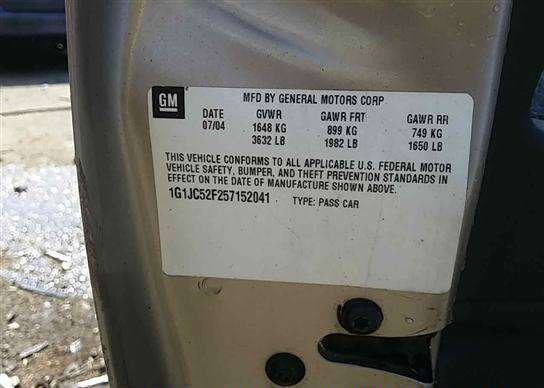 GM
MFD BY GENERAL MOTORS CORP
DATE GVWR GAWR FRT GAWR RR
07/04 1648 KG 899 KG 749 KG
3632 LB 1982 LB 1650 LB
THIS VEHICLE CONFORMS TO ALL APPLICABLE U.S. FEDERAL MOTOR
VEHICLE SAFETY, BUMPER, AND THEFT PREVENTION STANDARDS IN
EFFECT ON THE DATE OF MANUFACTURE SHOWN ABOVE.
1G1JC52F257152041 TYPE: PASS CAR